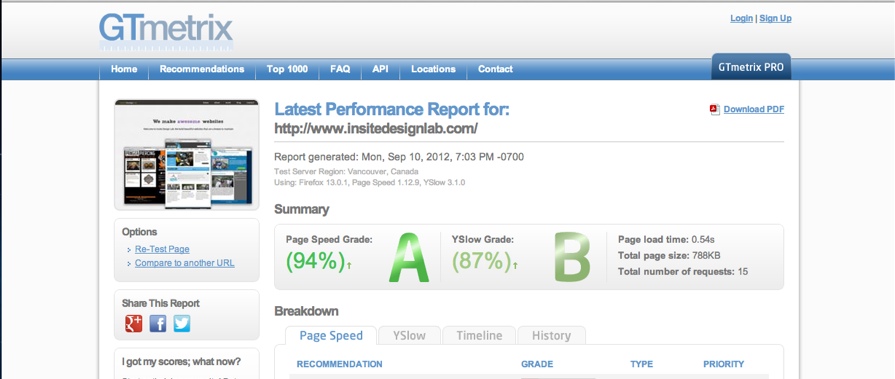 GTmetrix
Login | Sign Up
Home Recommendations Top 1000 FAQ API Locations Contact
GTmetrix PRO
We make awesome websites
Latest Performance Report for:
http://www.insitedesignlab.com/
Download PDF
Report generated: Mon, Sep 10, 2012, 7:03 PM -0700
Test Server Region: Vancouver, Canada
Using: Firefox 13.0.1, Page Speed 1.12.9, YSlow 3.1.0
Options
Re-Test Page
Compare to another URL
Share This Report
I got my scores; what now?
Summary
Page Speed Grade:
(94%)↑
A
YSlow Grade:
(87%)↑
B
Page load time: 0.54s
Total page size: 788KB
Total number of requests: 15
Breakdown
Page Speed YSlow Timeline History
RECOMMENDATION GRADE TYPE PRIORITY